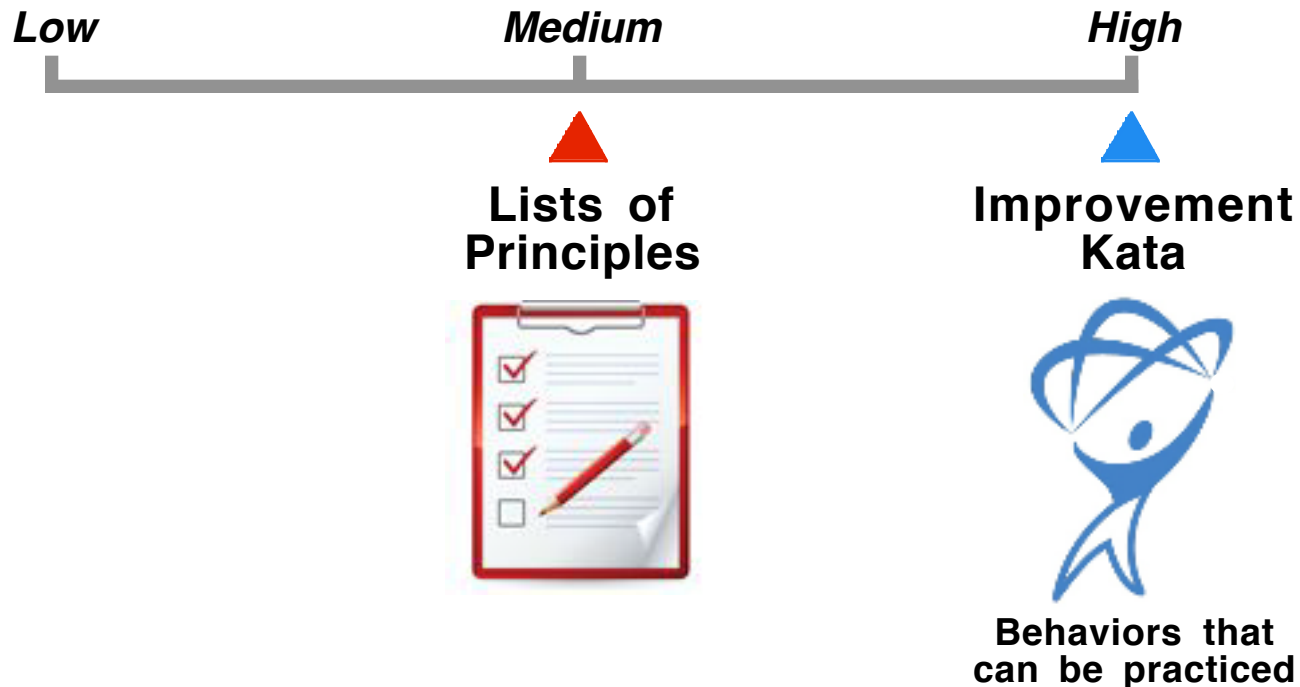 Low Medium High
Lists of
Principles
Improvement
Kata
Behaviors that
can be practiced